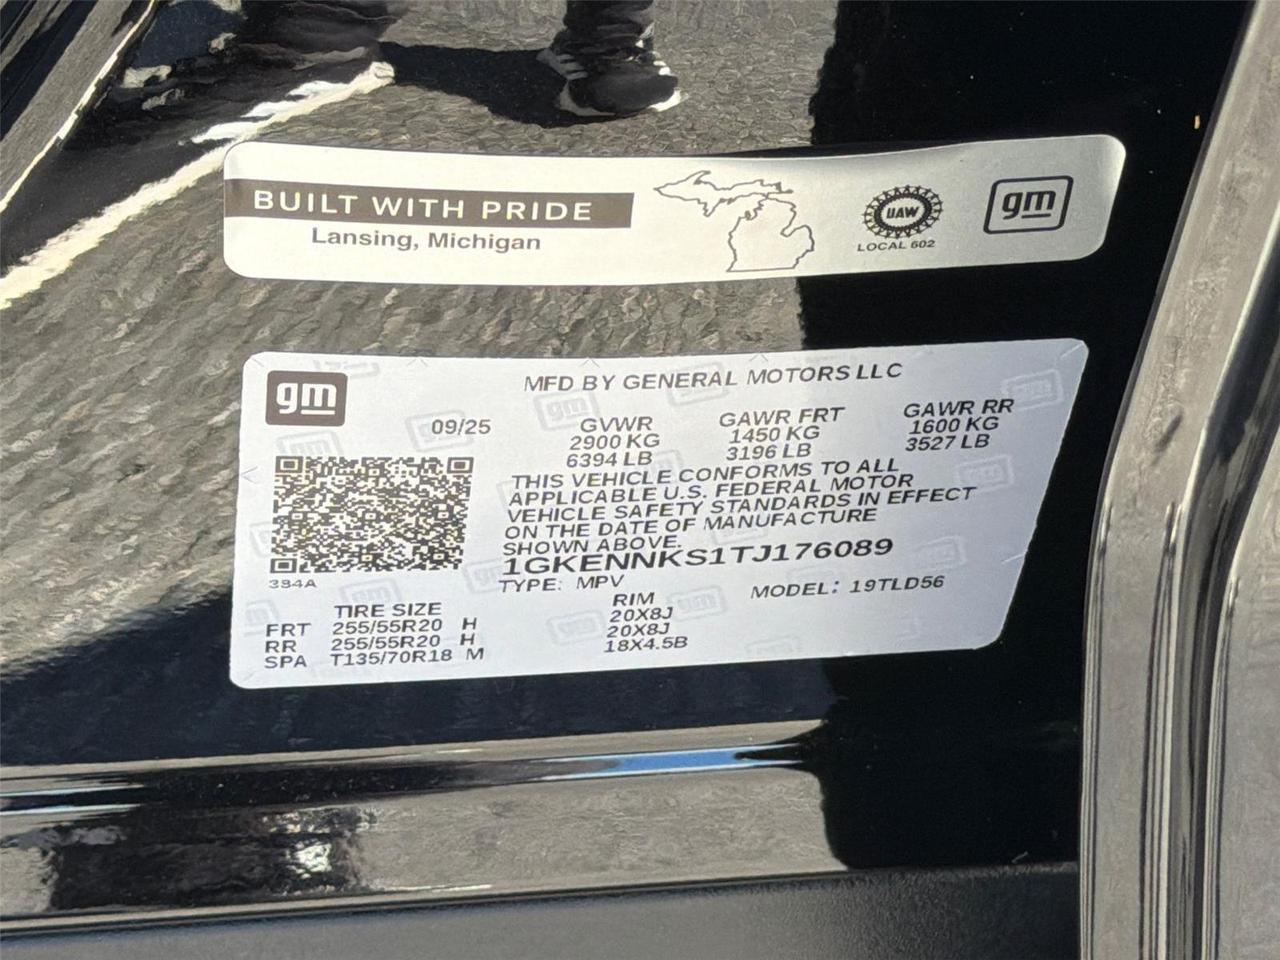 BUILT WITH PRIDE
Lansing, Michigan
UAW
LOCAL 602
gm
gm
MFD BY GENERAL MOTORS LLC
09/25 GVWR GAWR FRT GAWR RR
2900 KG 1450 KG 1600 KG
6394 LB 3196 LB 3527 LB
THIS VEHICLE CONFORMS TO ALL
APPLICABLE U.S. FEDERAL MOTOR
VEHICLE SAFETY STANDARDS IN EFFECT
ON THE DATE OF MANUFACTURE
SHOWN ABOVE.
1GKENNKS1TJ176089
384A
TYPE: MPV MODEL: 19TLD56
TIRE SIZE RIM
FRT 255/55R20 H 20X8J
RR 255/55R20 H 20X8J
SPA T135/70R18 M 18X4.5B